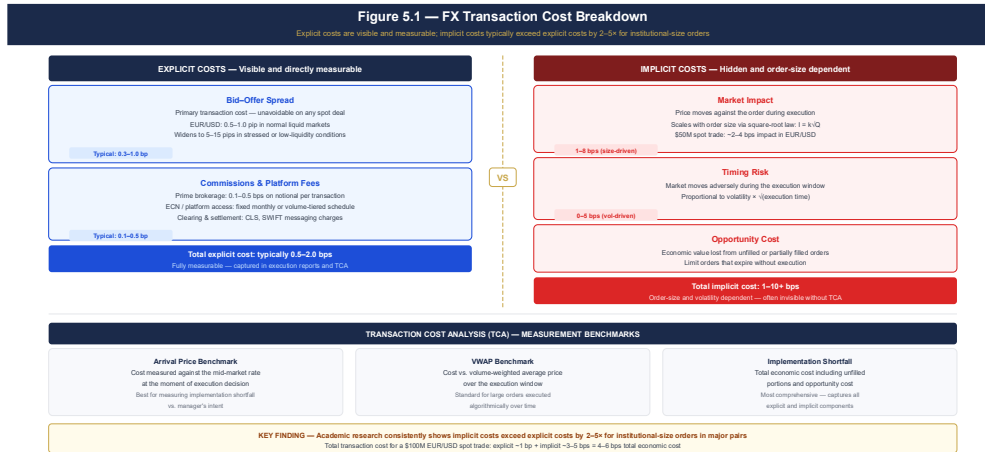 Figure 5.1 — FX Transaction Cost Breakdown
Explicit costs are visible and measurable; implicit costs typically exceed explicit costs by 2–5× for institutional-size orders
EXPLICIT COSTS — Visible and directly measurable
Bid–Offer Spread
Primary transaction cost — unavoidable on any spot deal
EUR/USD: 0.5–1.0 pip in normal liquid markets
Widens to 5–15 pips in stressed or low-liquidity conditions
Typical: 0.3–1.0 bp
Commissions & Platform Fees
Prime brokerage: 0.1–0.5 bps on notional per transaction
ECN / platform access: fixed monthly or volume-tiered schedule
Clearing & settlement: CLS, SWIFT messaging charges
Typical: 0.1–0.5 bp
Total explicit cost: typically 0.5–2.0 bps
Fully measurable — captured in execution reports and TCA
VS
IMPLICIT COSTS — Hidden and order-size dependent
Market Impact
Price moves against the order during execution
Scales with order size via square-root law: I = k√Q
$50M spot trade: ~2–4 bps impact in EUR/USD
1–8 bps (size-driven)
Timing Risk
Market moves adversely during the execution window
Proportional to volatility × √(execution time)
0–5 bps (vol-driven)
Opportunity Cost
Economic value lost from unfilled or partially filled orders
Limit orders that expire without execution
Total implicit cost: 1–10+ bps
Order-size and volatility dependent — often invisible without TCA
TRANSACTION COST ANALYSIS (TCA) — MEASUREMENT BENCHMARKS
Arrival Price Benchmark
Cost measured against the mid-market rate
at the moment of execution decision
Best for measuring implementation shortfall
vs. manager's intent
VWAP Benchmark
Cost vs. volume-weighted average price
over the execution window
Standard for large orders executed
algorithmically over time
Implementation Shortfall
Total economic cost including unfilled
portions and opportunity cost
Most comprehensive — captures all
explicit and implicit components
KEY FINDING — Academic research consistently shows implicit costs exceed explicit costs by 2–5× for institutional-size orders in major pairs
Total transaction cost for a $100M EUR/USD spot trade: explicit ~1 bp + implicit ~3–5 bps = 4–6 bps total economic cost